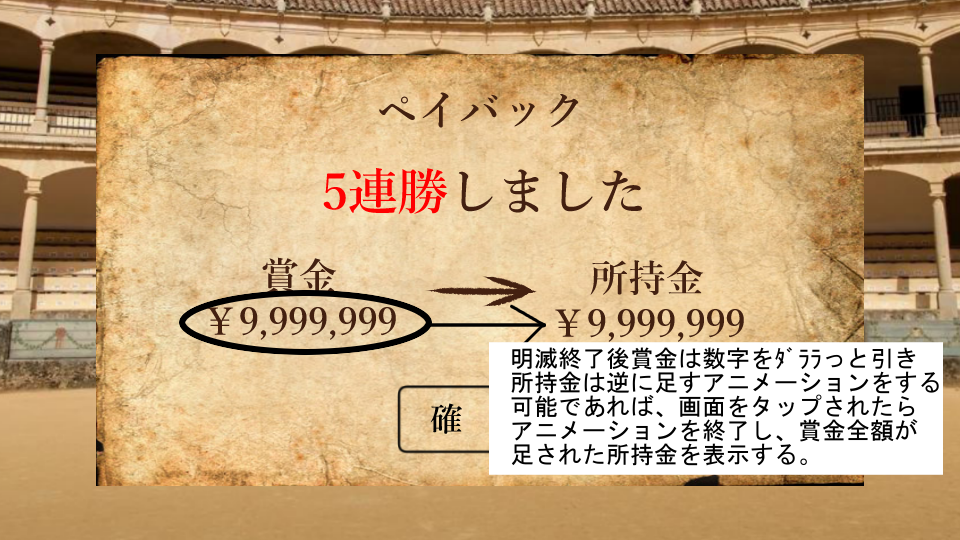 ペイバック
5連勝しました
賞金
所持金
￥9,999,999
￥9,999,999
明滅終了後賞金は数字をﾀﾞﾗﾗっと引き
所持金は逆に足すアニメーションをする
可能であれば、画面をタップされたら
アニメーションを終了し、賞金全額が
足された所持金を表示する。
確